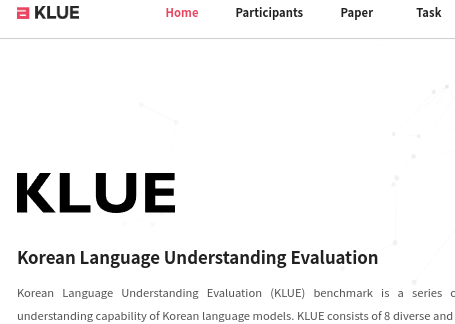 KLUE Home Participants Paper Task
KLUE
Korean Language Understanding Evaluation
Korean Language Understanding Evaluation (KLUE) benchmark is a series
understanding capability of Korean language models. KLUE consists of 8 diverse and